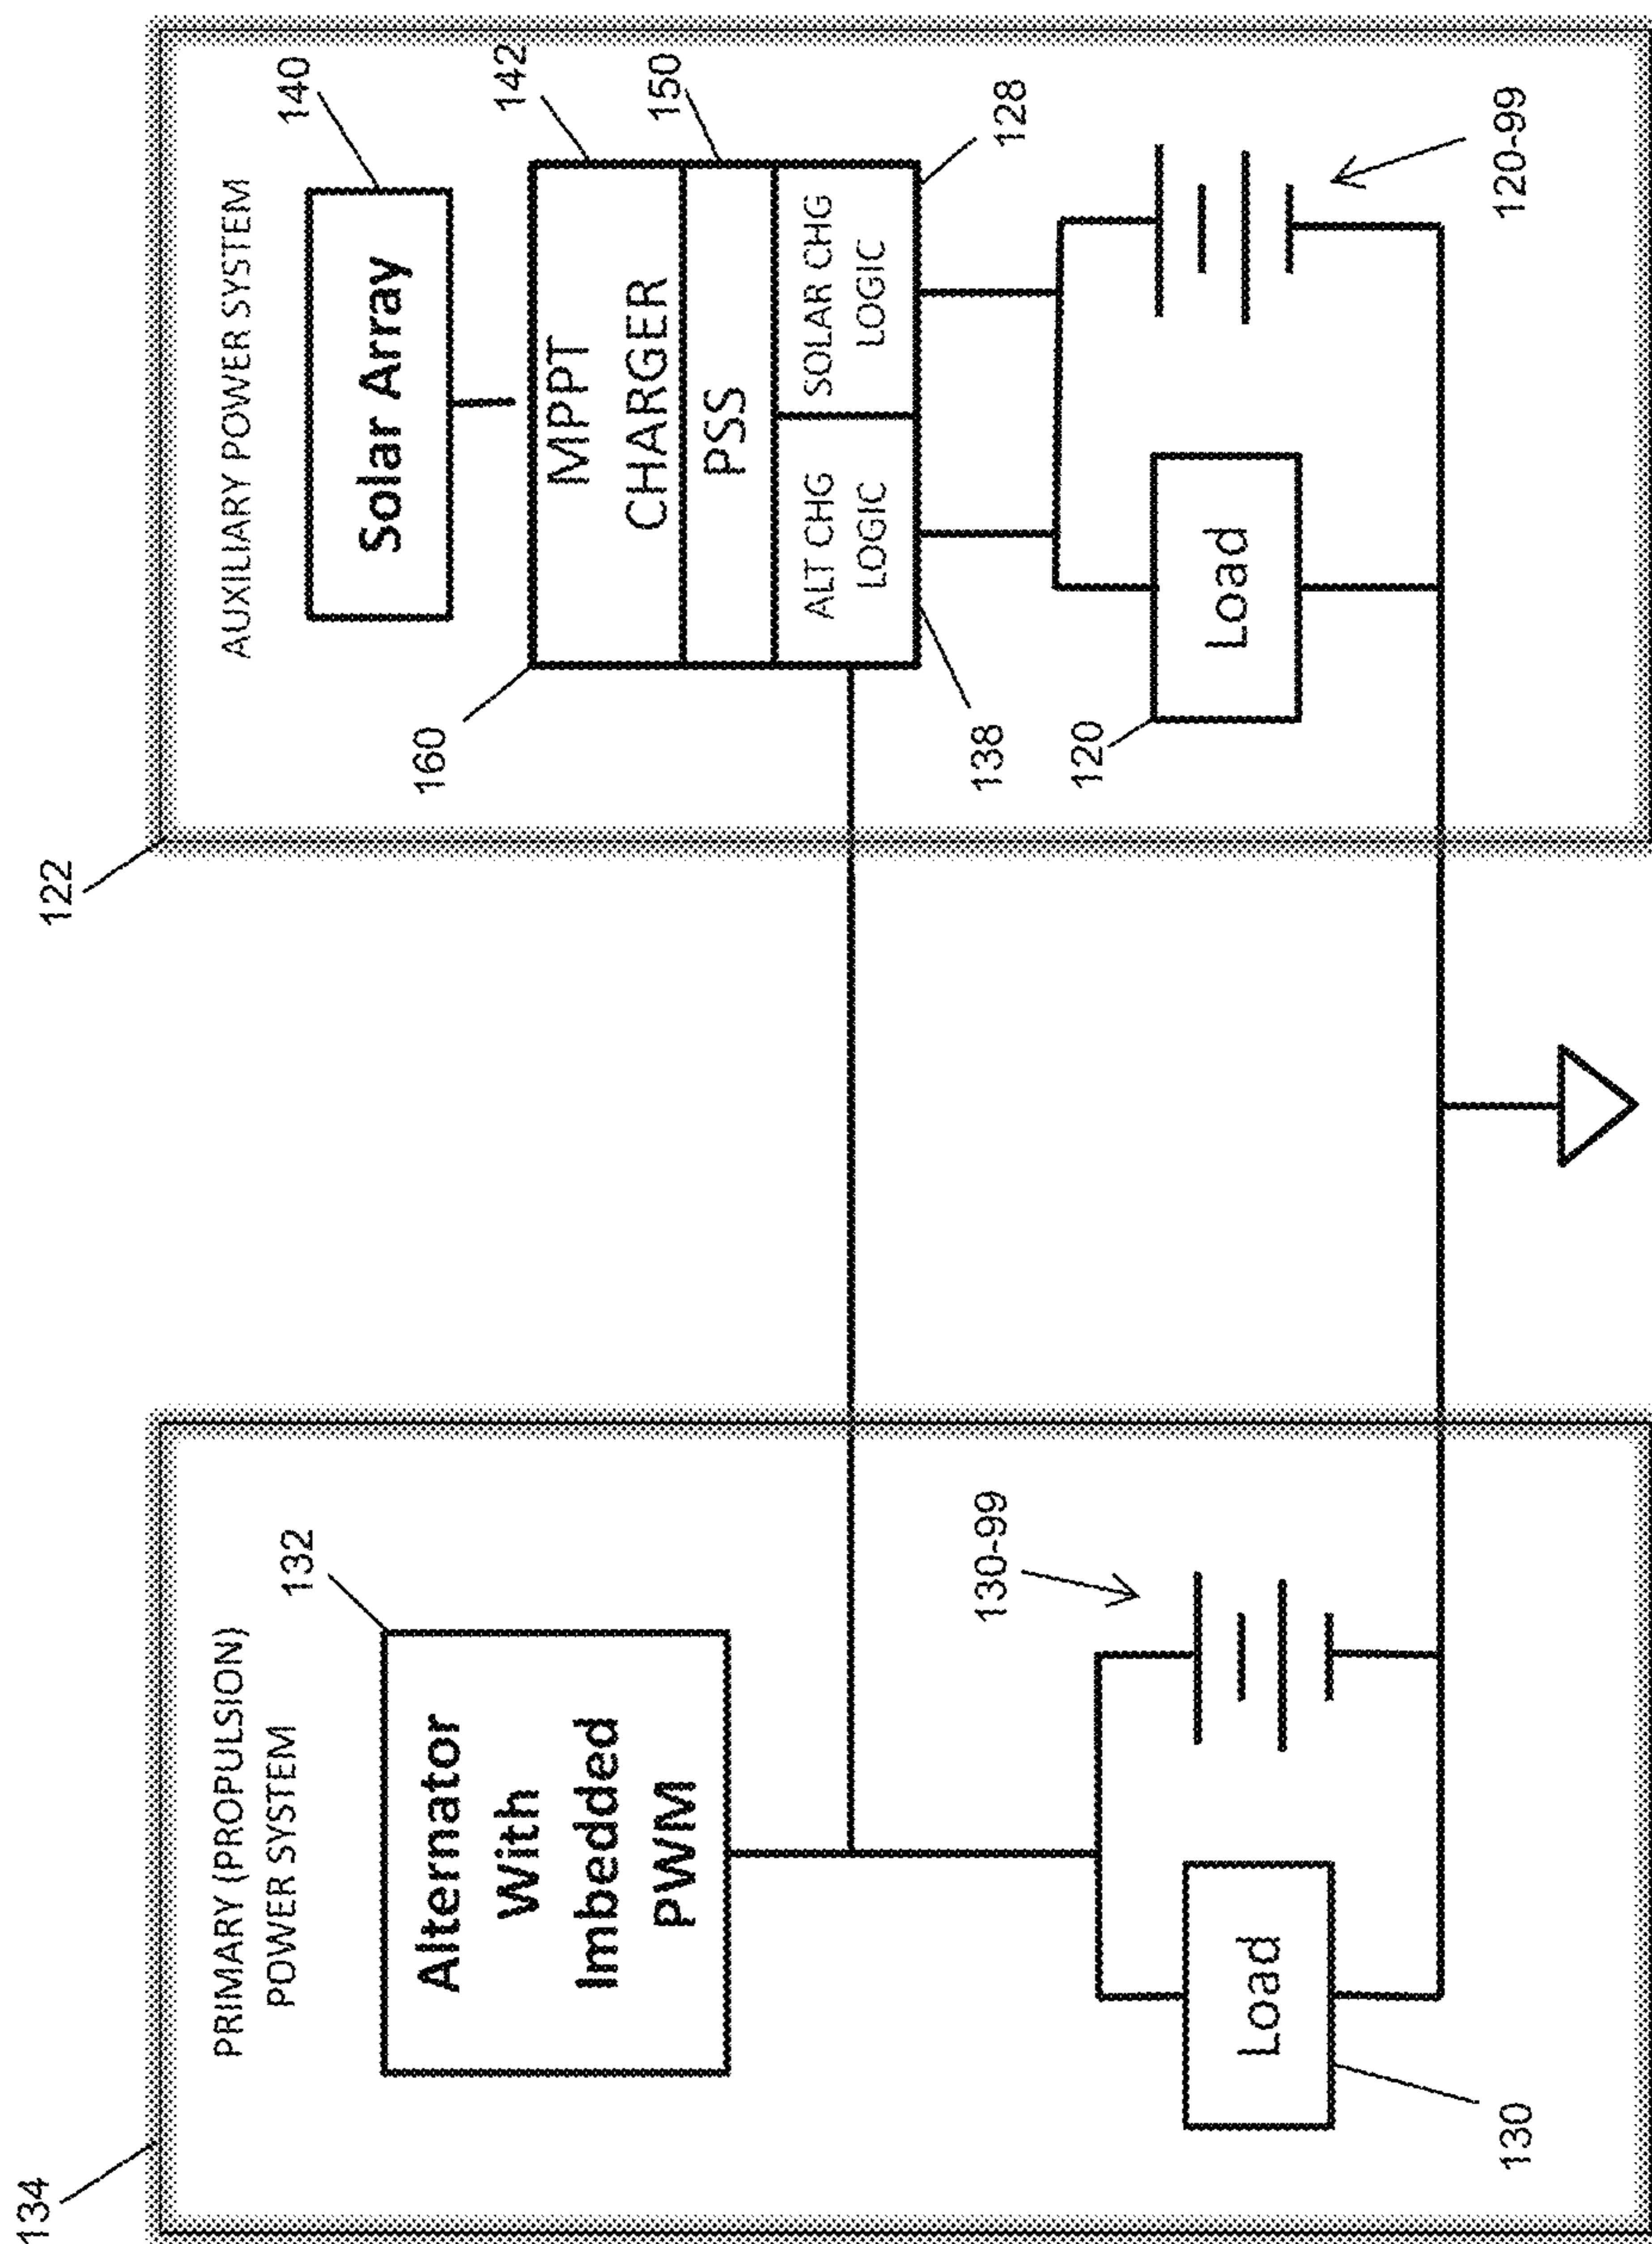 134
PRIMARY (PROPULSION)
POWER SYSTEM
132
Alternator
With
Imbedded
PWM
130-99
Load
130
122
AUXILIARY POWER SYSTEM
140
Solar Array
160
142
MPPT
CHARGER
150
PSS
ALT CHG
LOGIC
SOLAR CHG
LOGIC
138
128
120
Load
120-99